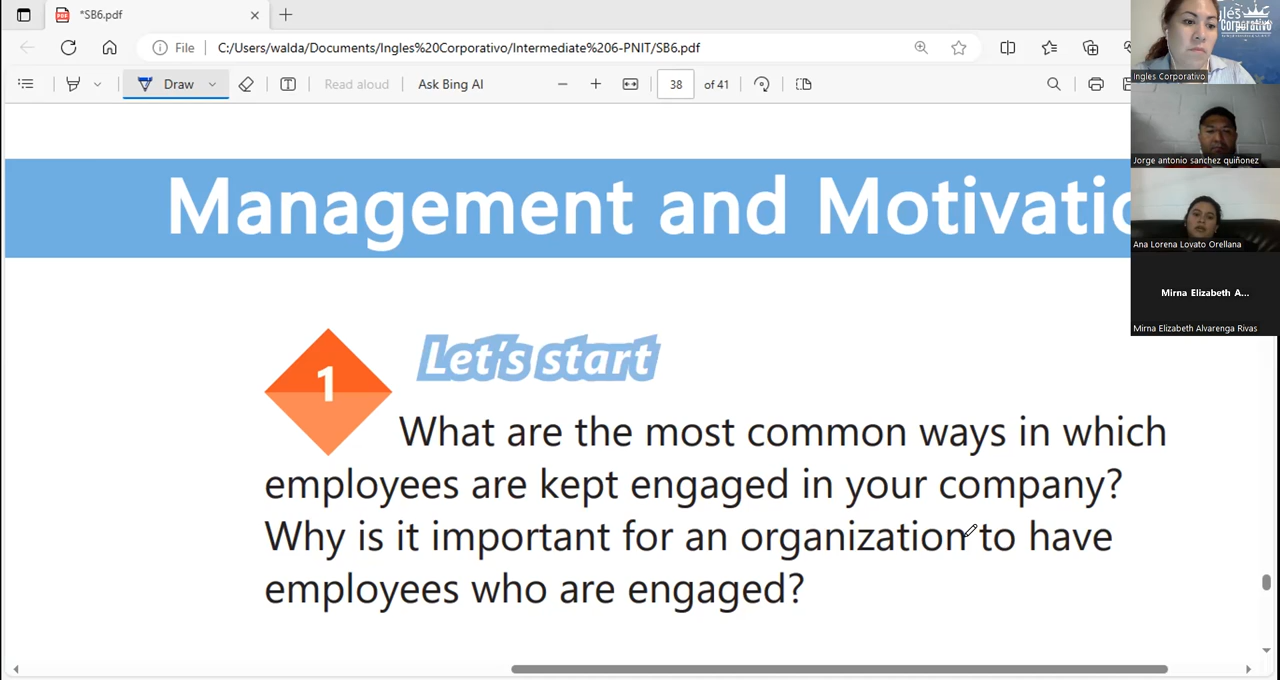 *SB6.pdf
File
C:/Users/walda/Documents/Ingles%20Corporativo/Intermediate%206-PNIT/SB6.pdf
Draw
Read aloud
Ask Bing AI
38
of 41
Management and Motivatio
1
Let's start
What are the most common ways in which
employees are kept engaged in your company?
Why is it important for an organization to have
employees who are engaged?
glés
Corporativo
Ingles Corporativo
Jorge antonio sanchez quiñonez
Ana Lorena Lovato Orellana
Mirna Elizabeth A...
Mirna Elizabeth Alvarenga Rivas